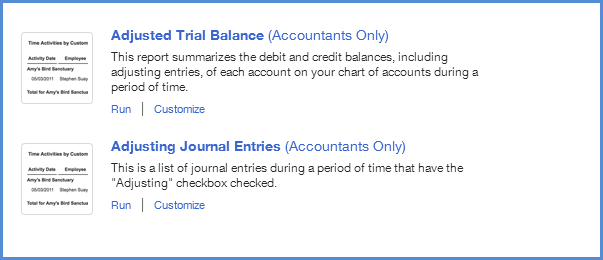 Adjusted Trial Balance (Accountants Only)
Time Activities by Custom
Activity Date Employee
Amy's Bird Sanctuary
05/03/2011 Stephen Suay
Total for Amy's Bird Sanctua
This report summarizes the debit and credit balances, including
adjusting entries, of each account on your chart of accounts during a
period of time.
Run | Customize
Adjusting Journal Entries (Accountants Only)
Time Activities by Custom
Activity Date Employee
Amy's Bird Sanctuary
05/03/2011 Stephen Suay
Total for Amy's Bird Sanctua
This is a list of journal entries during a period of time that have the
"Adjusting" checkbox checked.
Run | Customize